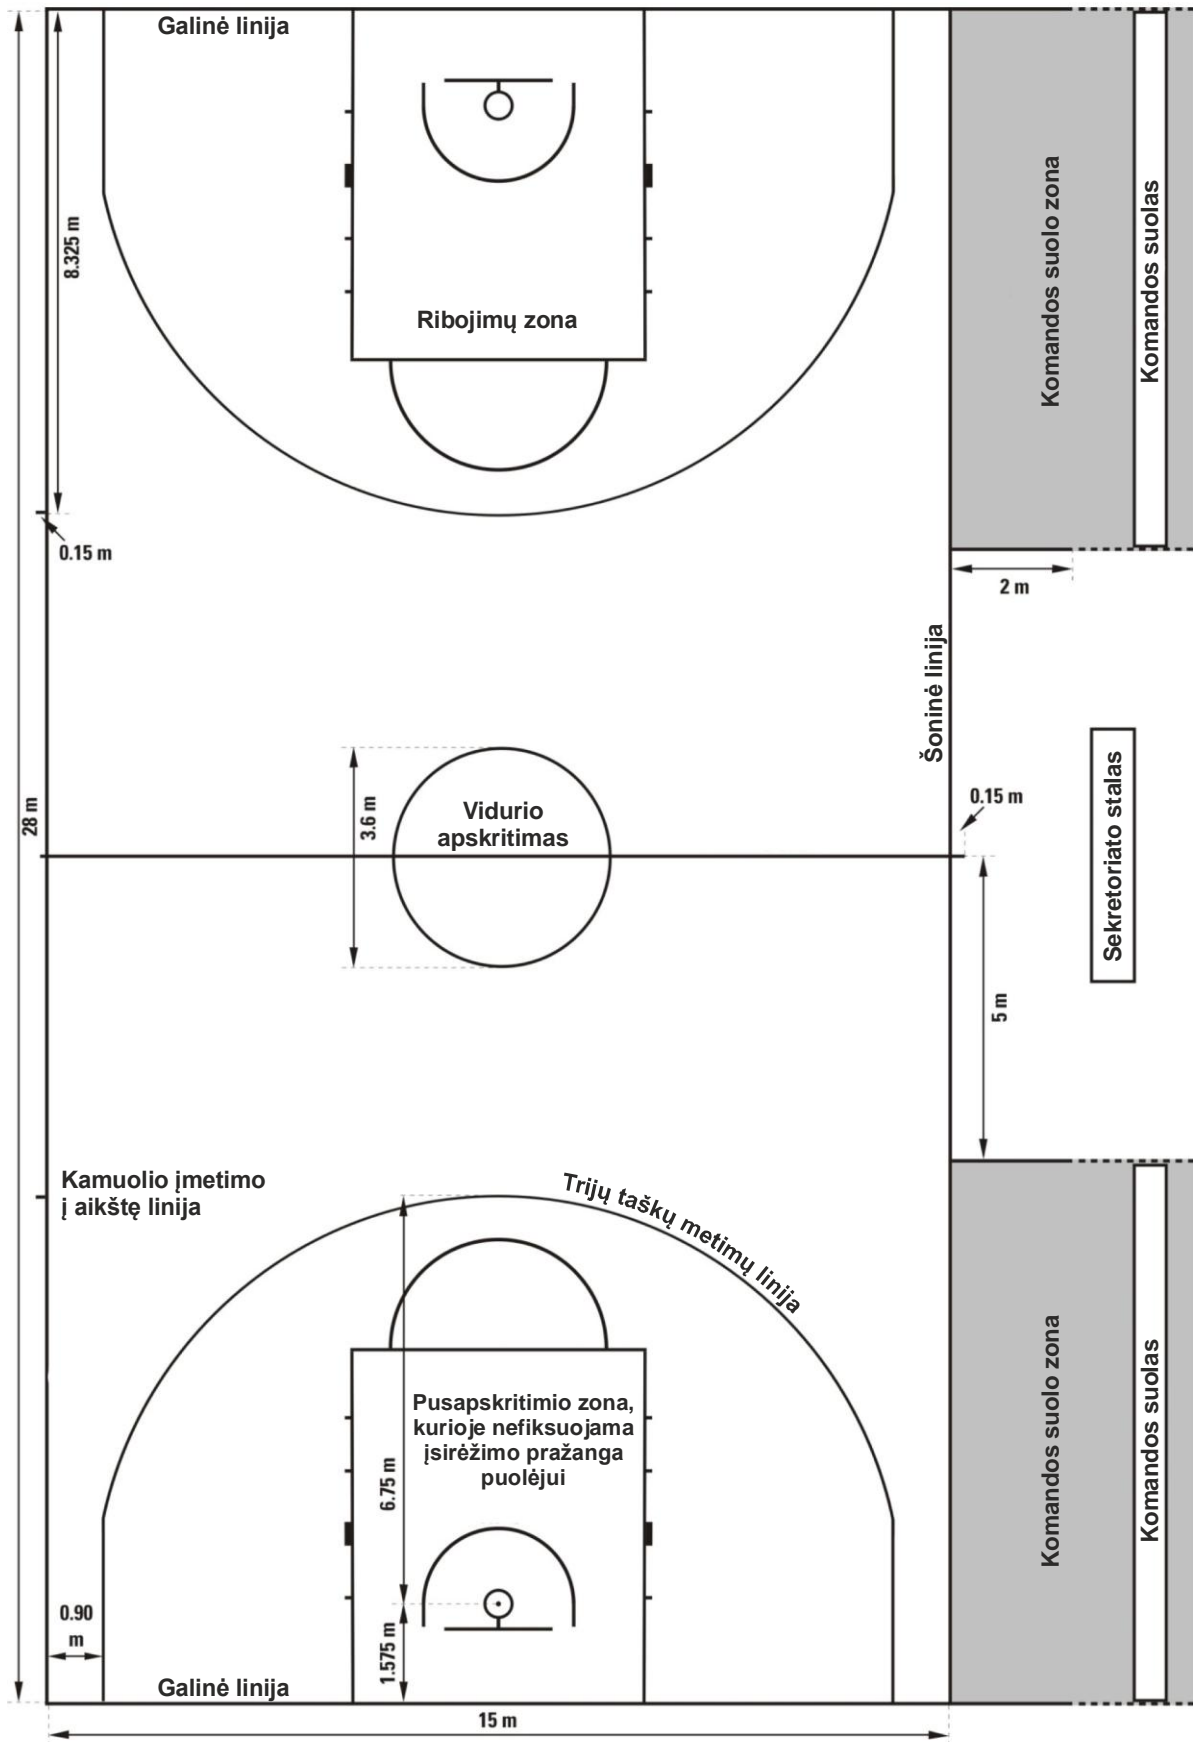 Galinė linija
8.325 m
Komandos suolo zona
Komandos suolas
Ribojimų zona
0.15 m
2 m
Šoninė linija
28 m
3.6 m
Vidurio
apskritimas
0.15 m
Sekretoriato stalas
5 m
Kamuolio įmetimo
į aikštę linija
Trijų taškų metimų linija
Pusapskritimio zona,
kurioje nefiksuojama
įsirėžimo pražanga
puolėjui
6.75 m
Komandos suolo zona
Komandos suolas
0.90
m
1.575 m
Galinė linija
15 m